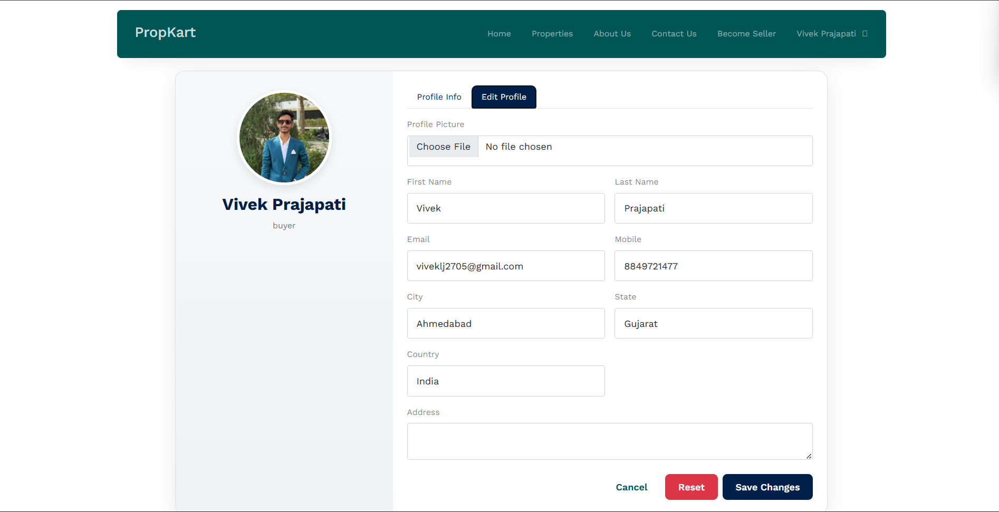 PropKart
Home Properties About Us Contact Us Become Seller Vivek Prajapati
Vivek Prajapati
buyer
Profile Info Edit Profile
Profile Picture
Choose File No file chosen
First Name Last Name
Vivek Prajapati
Email Mobile
viveklj2705@gmail.com 8849721477
City State
Ahmedabad Gujarat
Country
India
Address
Cancel Reset Save Changes